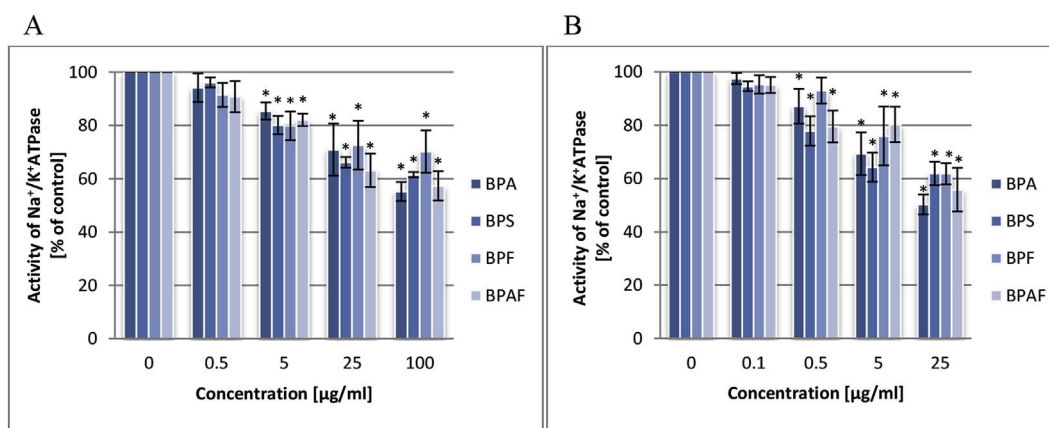 A
100
80
60
40
20
0
Activity of Na⁺/K⁺ATPase
[% of control]
* * * *
* * * *
* * * *
0 0.5 5 25 100
Concentration [µg/ml]
BPA
BPS
BPF
BPAF
B
100
80
60
40
20
0
Activity of Na⁺/K⁺ATPase
[% of control]
* * *
* * * *
* * * *
0 0.1 0.5 5 25
Concentration [µg/ml]
BPA
BPS
BPF
BPAF